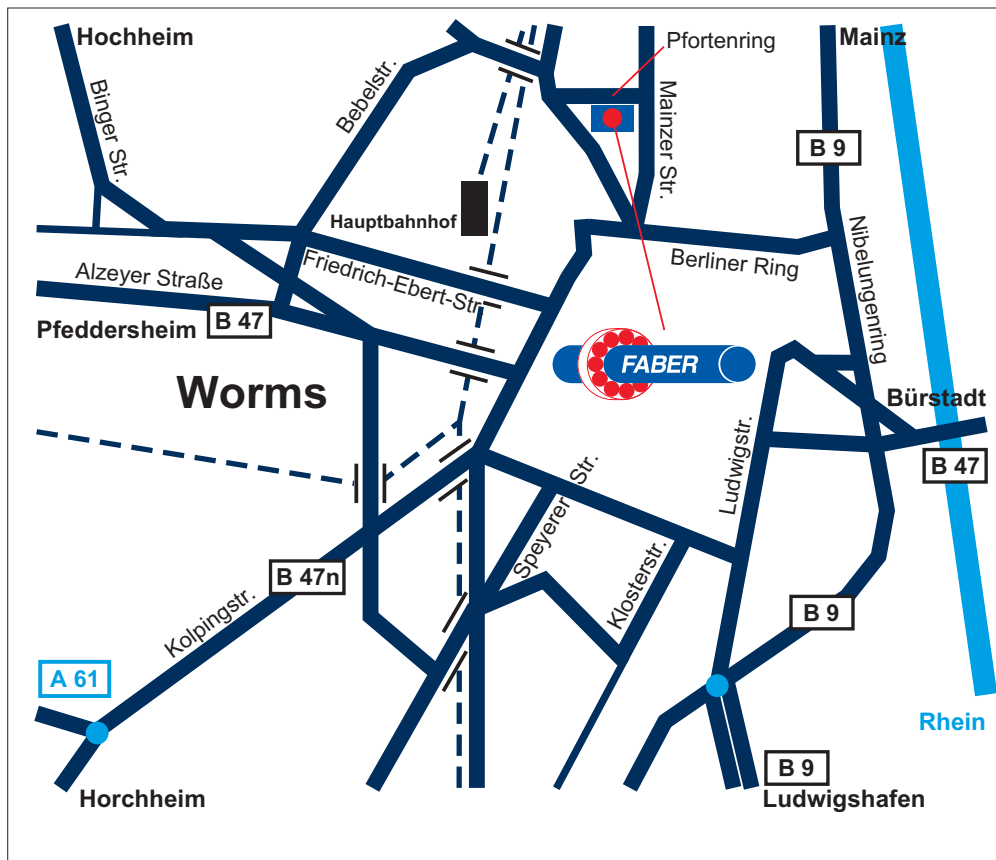 Hochheim
Pfortenring
Mainz
Binger Str.
Bebelstr.
Mainzer Str.
B 9
Hauptbahnhof
Nibelungenring
Berliner Ring
Friedrich-Ebert-Str.
Alzeyer Straße
B 47
Pfeddersheim
FABER
Worms
Bürstadt
B 47
Ludwigstr.
Speyerer Str.
Klosterstr.
B 47n
Kolpingstr.
B 9
A 61
Rhein
B 9
Horchheim
Ludwigshafen